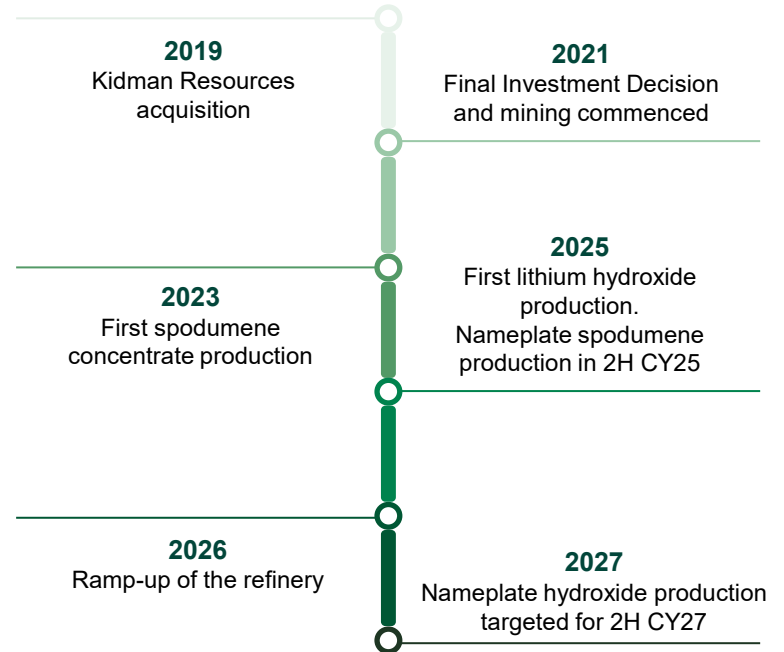 2019
Kidman Resources
acquisition
2021
Final Investment Decision
and mining commenced
2023
First spodumene
concentrate production
2025
First lithium hydroxide
production.
Nameplate spodumene
production in 2H CY25
2026
Ramp-up of the refinery
2027
Nameplate hydroxide production
targeted for 2H CY27